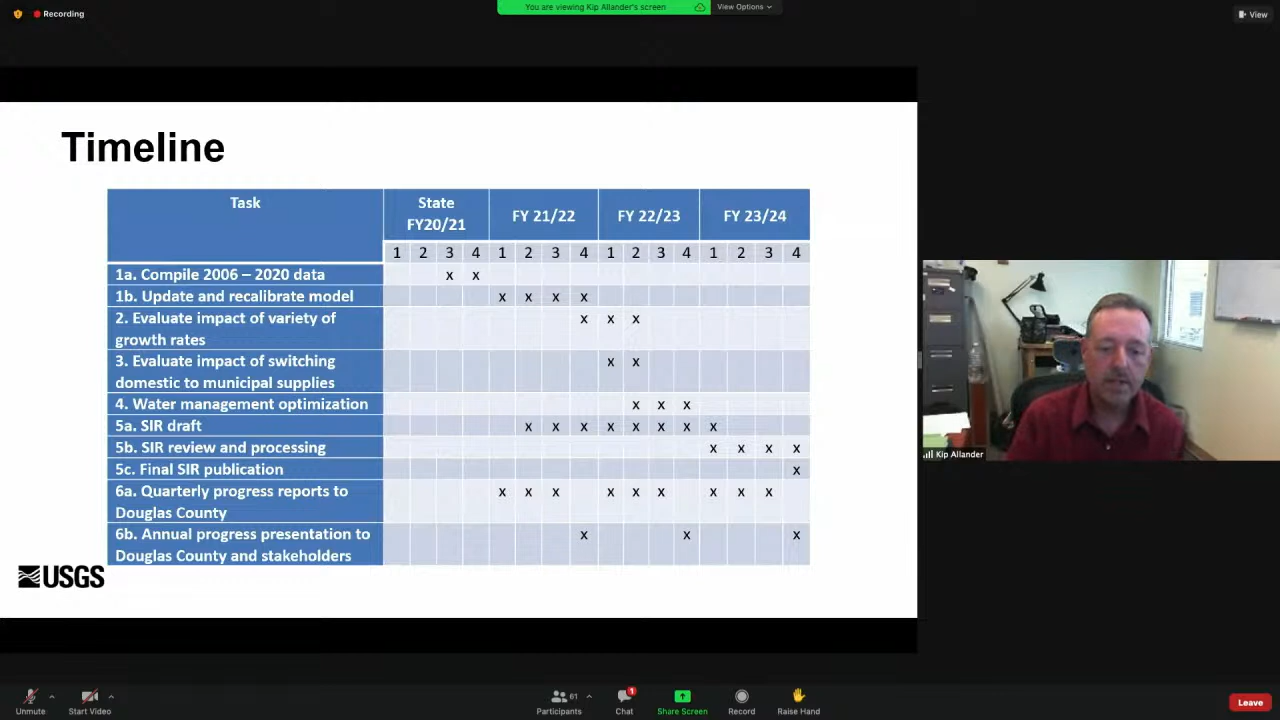 Recording
You are viewing Kip Allander's screen
View Options
View
Timeline
Task
State
FY20/21
FY 21/22
FY 22/23
FY 23/24
1 2 3 4 1 2 3 4 1 2 3 4 1 2 3 4
1a. Compile 2006 – 2020 data x x
1b. Update and recalibrate model x x x x
2. Evaluate impact of variety of
growth rates x x x
3. Evaluate impact of switching
domestic to municipal supplies x x
4. Water management optimization x x x
5a. SIR draft x x x x x x x x
5b. SIR review and processing x x x x
5c. Final SIR publication x
6a. Quarterly progress reports to
Douglas County x x x x x x x x x
6b. Annual progress presentation to
Douglas County and stakeholders x x x
USGS
Kip Allander
Unmute
Start Video
61
Participants
1
Chat
Share Screen
Record
Raise Hand
Leave